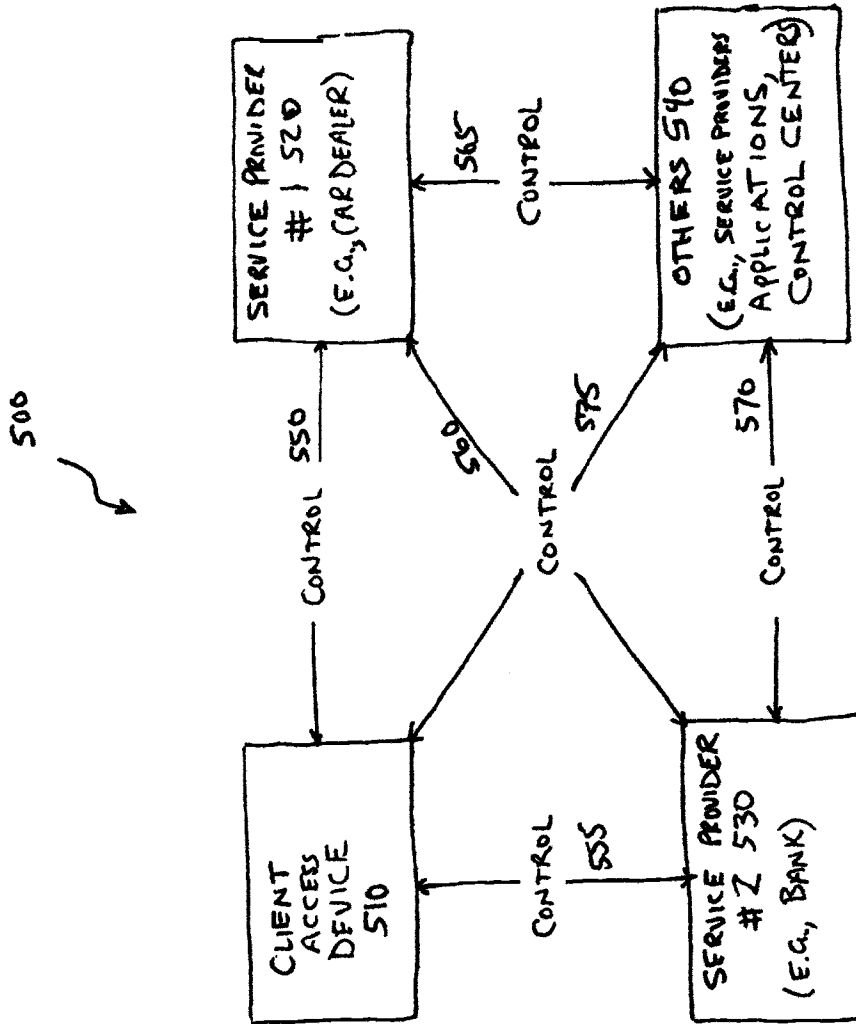 500
CLIENT
ACCESS
DEVICE
510
CONTROL 550
SERVICE PROVIDER
# 1 520
(E.G., CAR DEALER)
CONTROL
555
CONTROL
560
575
CONTROL
565
SERVICE PROVIDER
#2 530
(E.G., BANK)
CONTROL
570
OTHERS 540
(E.G., SERVICE PROVIDERS
APPLICATIONS,
CONTROL CENTERS)